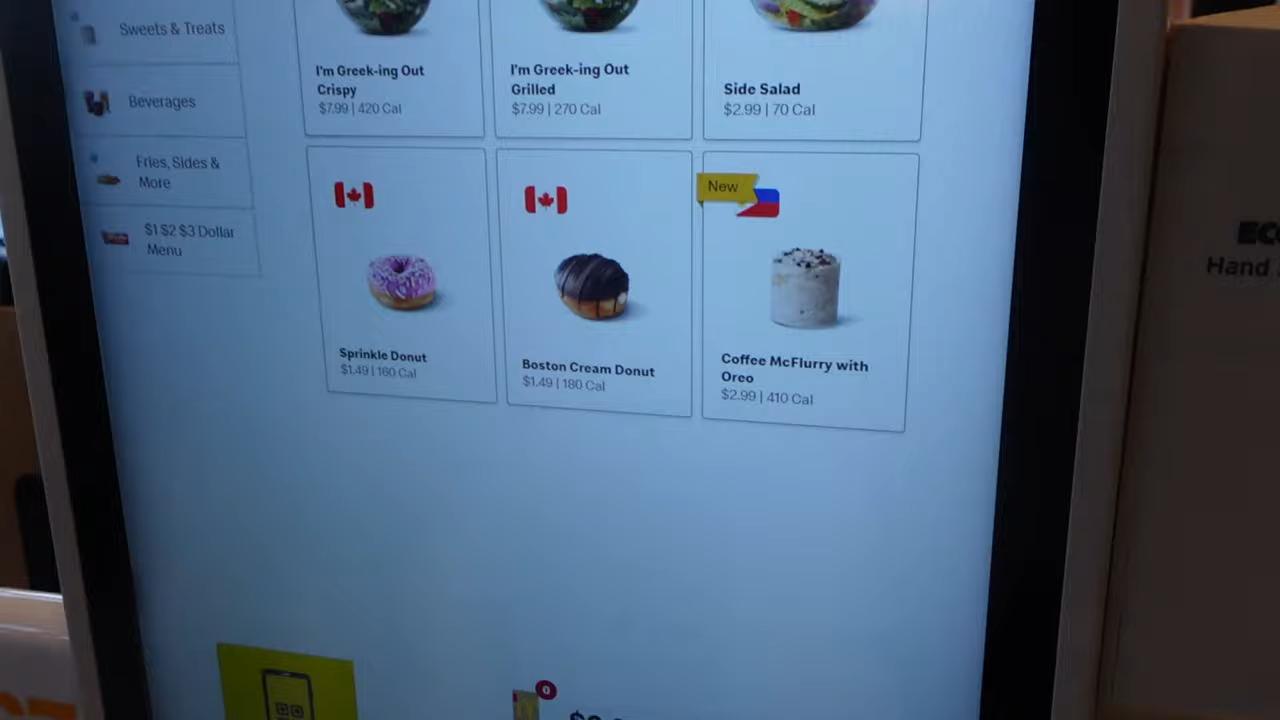 Sweets & Treats
Beverages
Fries, Sides &
More
$1 $2 $3 Dollar
Menu
I'm Greek-ing Out
Crispy
$7.99 | 420 Cal
I'm Greek-ing Out
Grilled
$7.99 | 270 Cal
Side Salad
$2.99 | 70 Cal
Sprinkle Donut
$1.49 | 160 Cal
Boston Cream Donut
$1.49 | 180 Cal
New
Coffee McFlurry with
Oreo
$2.99 | 410 Cal
0
Hand